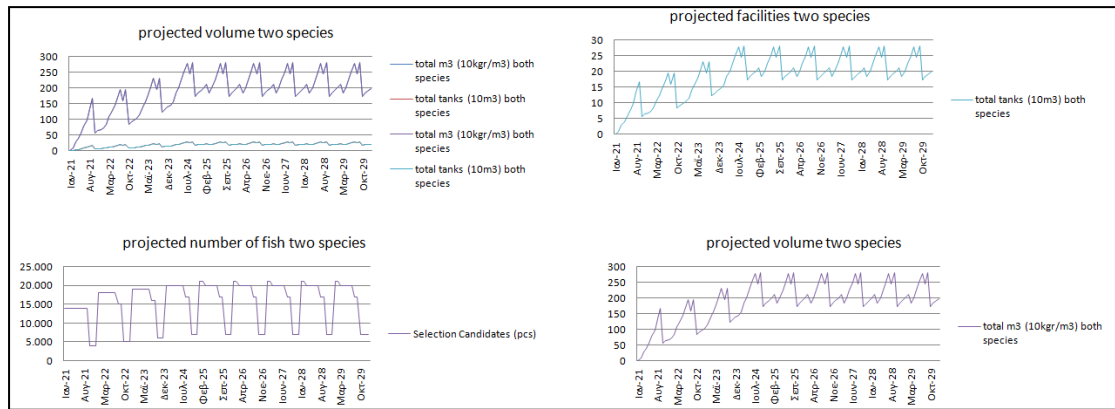 projected volume two species
300
250
200
150
100
50
0
Ιαν-21
Αυγ-21
Μαρ-22
Οκτ-22
Μαϊ-23
Δεκ-23
Ιουλ-24
Φεβ-25
Σεπ-25
Απρ-26
Νοε-26
Ιουν-27
Ιαν-28
Αυγ-28
Μαρ-29
Οκτ-29
total m3 (10kgr/m3) both
species
total tanks (10m3) both
species
total m3 (10kgr/m3) both
species
total tanks (10m3) both
species
projected facilities two species
30
25
20
15
10
5
0
Ιαν-21
Αυγ-21
Μαρ-22
Οκτ-22
Μαϊ-23
Δεκ-23
Ιουλ-24
Φεβ-25
Σεπ-25
Απρ-26
Νοε-26
Ιουν-27
Ιαν-28
Αυγ-28
Μαρ-29
Οκτ-29
total tanks (10m3) both
species
projected number of fish two species
25.000
20.000
15.000
10.000
5.000
0
Ιαν-21
Αυγ-21
Μαρ-22
Οκτ-22
Μαϊ-23
Δεκ-23
Ιουλ-24
Φεβ-25
Σεπ-25
Απρ-26
Νοε-26
Ιουν-27
Ιαν-28
Αυγ-28
Μαρ-29
Οκτ-29
Selection Candidates (pcs)
projected volume two species
300
250
200
150
100
50
0
Ιαν-21
Αυγ-21
Μαρ-22
Οκτ-22
Μαϊ-23
Δεκ-23
Ιουλ-24
Φεβ-25
Σεπ-25
Απρ-26
Νοε-26
Ιουν-27
Ιαν-28
Αυγ-28
Μαρ-29
Οκτ-29
total m3 (10kgr/m3) both
species